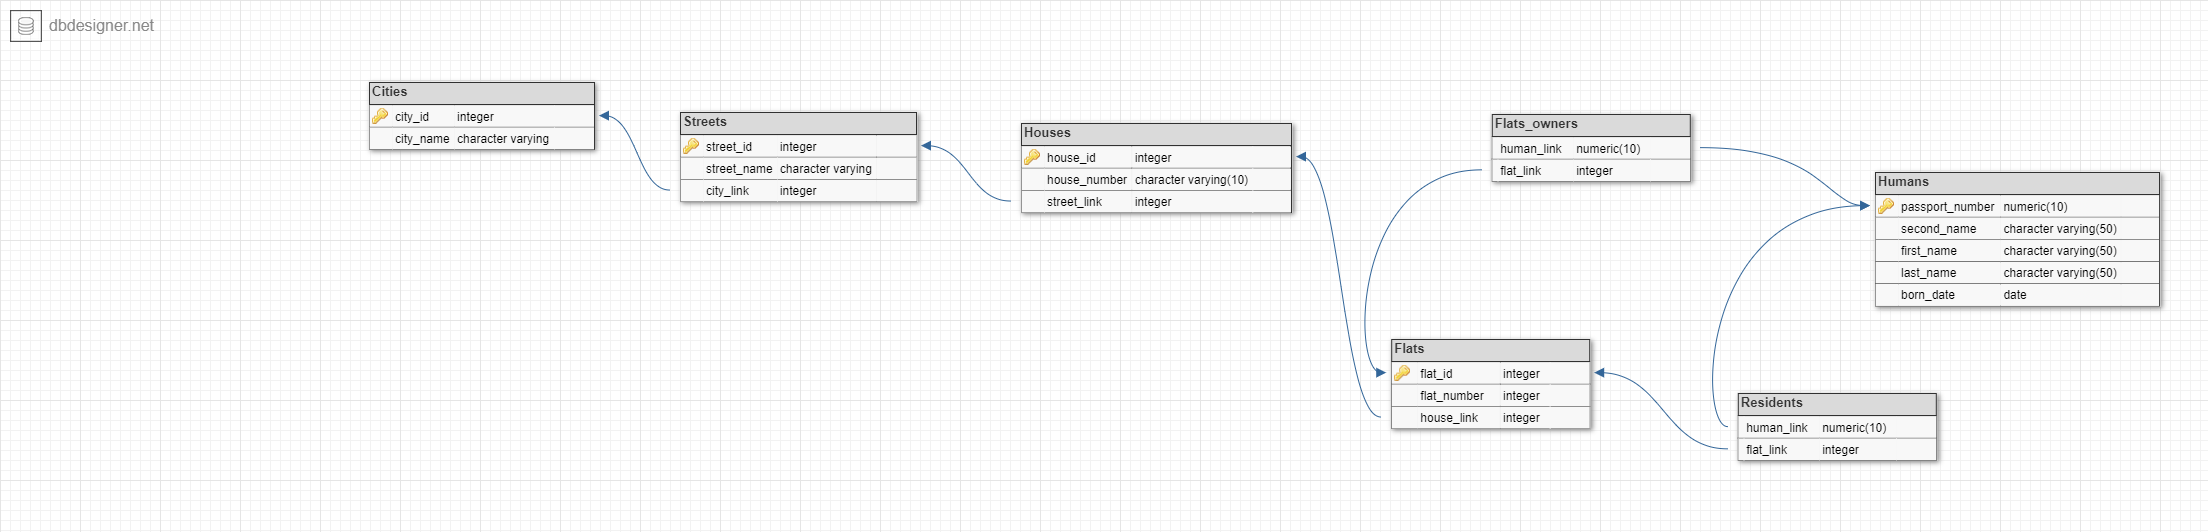 dbdesigner.net
Cities
city_id integer
city_name character varying
Streets
street_id integer
street_name character varying
city_link integer
Houses
house_id integer
house_number character varying(10)
street_link integer
Flats_owners
human_link numeric(10)
flat_link integer
Humans
passport_number numeric(10)
second_name character varying(50)
first_name character varying(50)
last_name character varying(50)
born_date date
Flats
flat_id integer
flat_number integer
house_link integer
Residents
human_link numeric(10)
flat_link integer